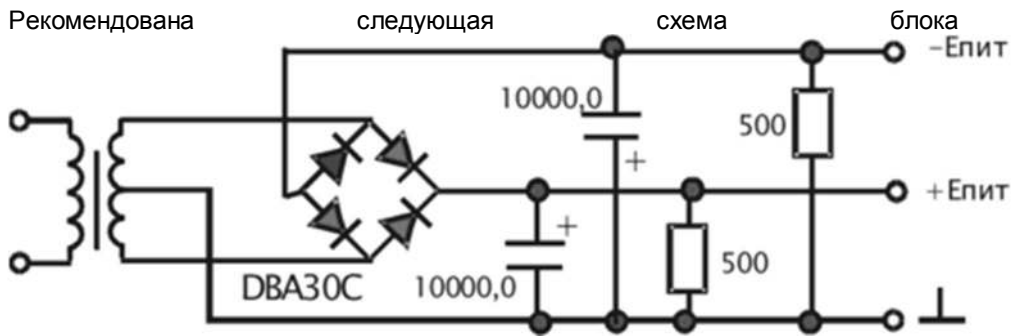 Рекомендована следующая схема блока
−Епит
10000,0
500
+
+Епит
+
500
DBA30C
10000,0